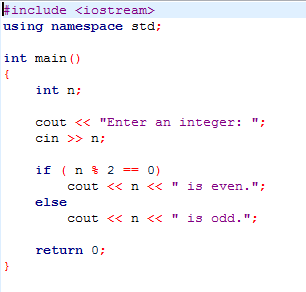 #include <iostream>
using namespace std;
int main()
{
int n;
cout << "Enter an integer: ";
cin >> n;
if ( n % 2 == 0)
cout << n << " is even.";
else
cout << n << " is odd.";
return 0;
}